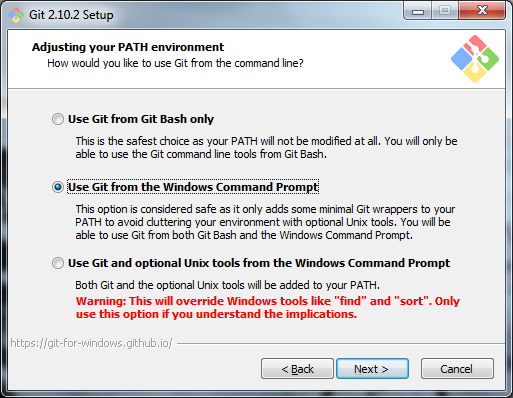 Git 2.10.2 Setup
Adjusting your PATH environment
How would you like to use Git from the command line?
Use Git from Git Bash only
This is the safest choice as your PATH will not be modified at all. You will only be
able to use the Git command line tools from Git Bash.
Use Git from the Windows Command Prompt
This option is considered safe as it only adds some minimal Git wrappers to your
PATH to avoid cluttering your environment with optional Unix tools. You will be
able to use Git from both Git Bash and the Windows Command Prompt.
Use Git and optional Unix tools from the Windows Command Prompt
Both Git and the optional Unix tools will be added to your PATH.
Warning: This will override Windows tools like "find" and "sort". Only
use this option if you understand the implications.
https://git-for-windows.github.io/
< Back Next > Cancel